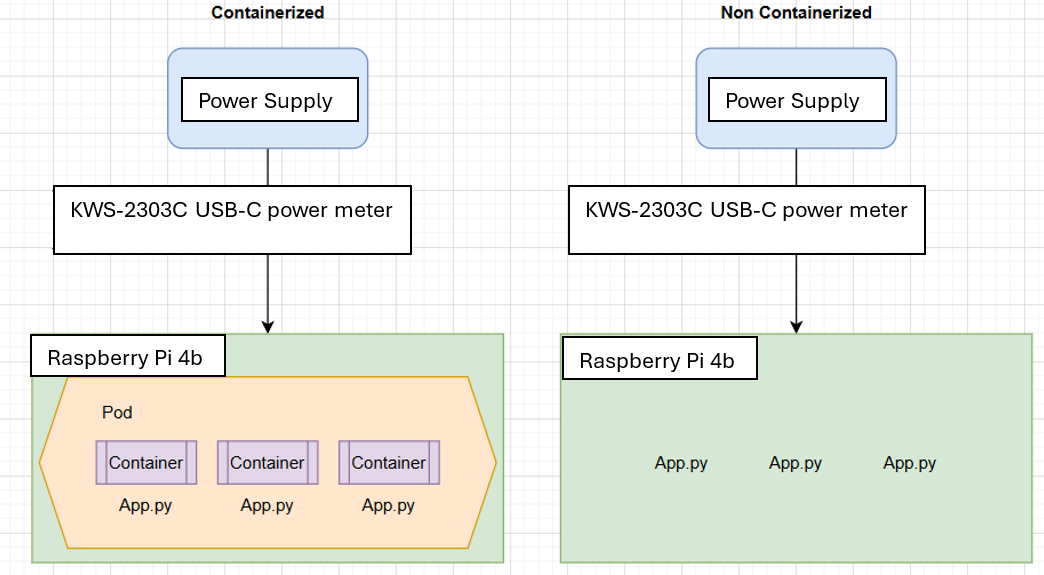 Containerized
Non Containerized
Power Supply
Power Supply
KWS-2303C USB-C power meter
KWS-2303C USB-C power meter
Raspberry Pi 4b
Raspberry Pi 4b
Pod
Container Container Container
App.py App.py App.py
App.py App.py App.py